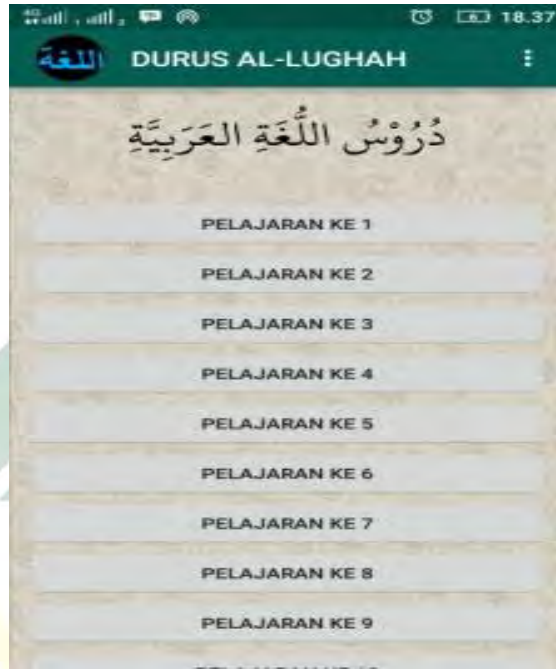 18.37
اللغة DURUS AL-LUGHAH
دُرُوْسُ اللُّغَةِ العَرَبِيَّةِ
PELAJARAN KE 1
PELAJARAN KE 2
PELAJARAN KE 3
PELAJARAN KE 4
PELAJARAN KE 5
PELAJARAN KE 6
PELAJARAN KE 7
PELAJARAN KE 8
PELAJARAN KE 9